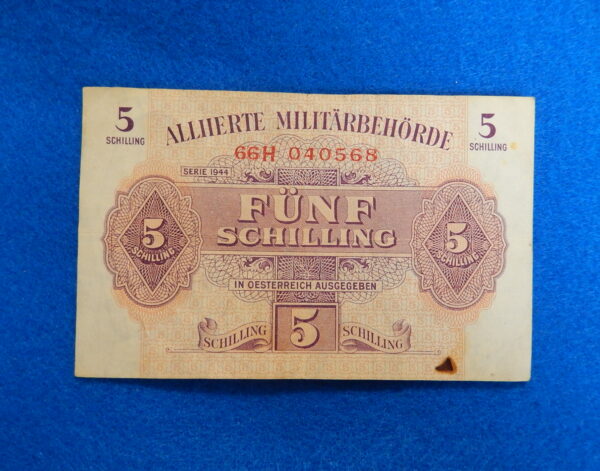 5
SCHILLING
5
SCHILLING
ALLIIERTE MILITÄRBEHÖRDE
66H 040568
SERIE 1944
FÜNF
SCHILLING
5
SCHILLING
5
SCHILLING
IN OESTERREICH AUSGEGEBEN
SCHILLING 5 SCHILLING